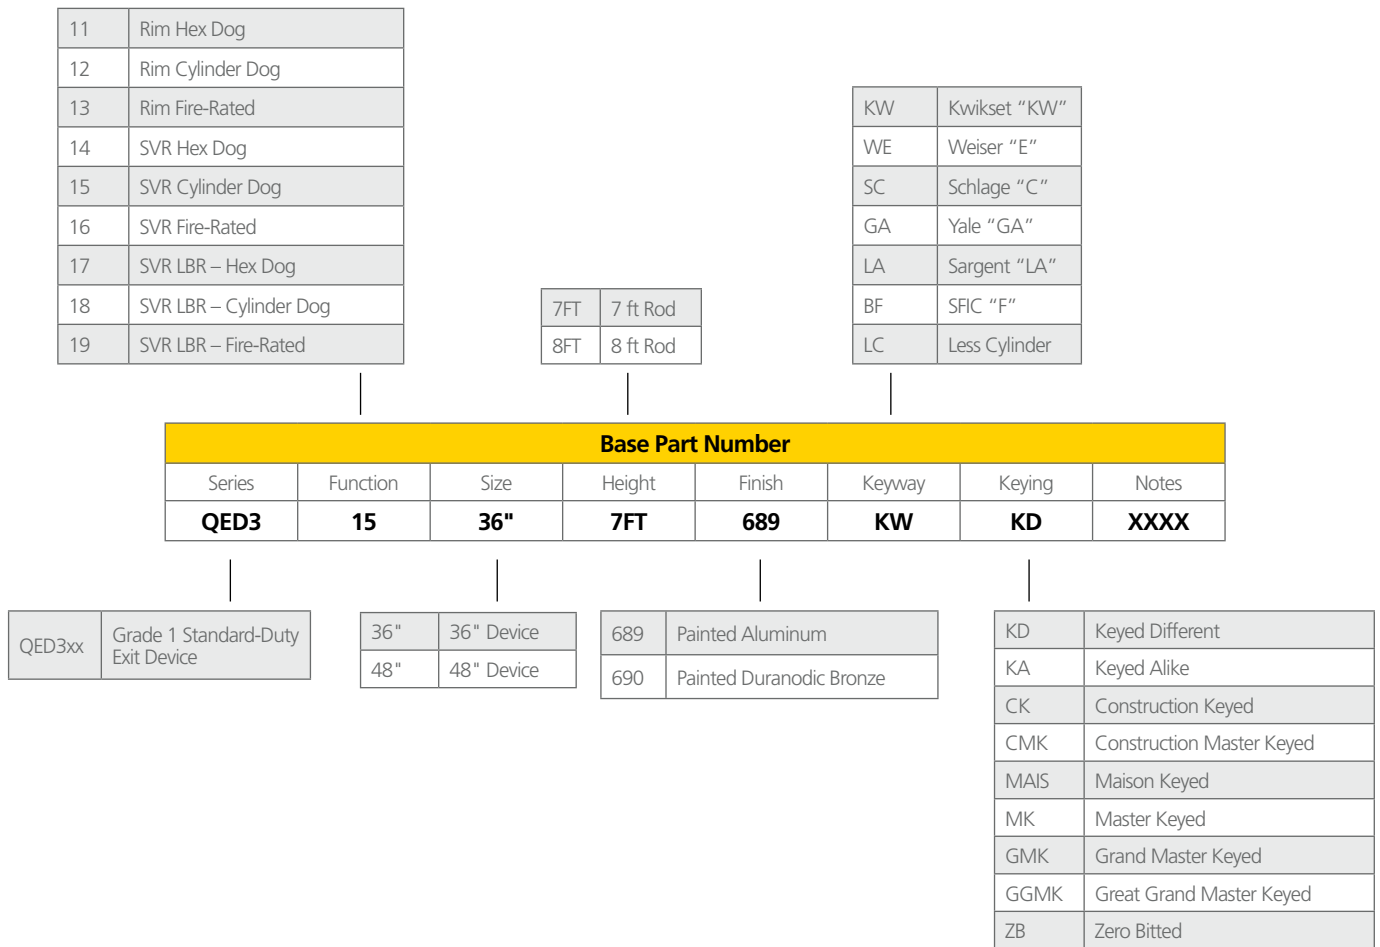 11 Rim Hex Dog
12 Rim Cylinder Dog
13 Rim Fire-Rated
14 SVR Hex Dog
15 SVR Cylinder Dog
16 SVR Fire-Rated
17 SVR LBR – Hex Dog
18 SVR LBR – Cylinder Dog
19 SVR LBR – Fire-Rated
7FT 7 ft Rod
8FT 8 ft Rod
KW Kwikset “KW”
WE Weiser “E”
SC Schlage “C”
GA Yale “GA”
LA Sargent “LA”
BF SFIC “F”
LC Less Cylinder
Base Part Number
Series Function Size Height Finish Keyway Keying Notes
QED3 15 36" 7FT 689 KW KD XXXX
QED3xx Grade 1 Standard-Duty
Exit Device
36" 36" Device
48" 48" Device
689 Painted Aluminum
690 Painted Duranodic Bronze
KD Keyed Different
KA Keyed Alike
CK Construction Keyed
CMK Construction Master Keyed
MAIS Maison Keyed
MK Master Keyed
GMK Grand Master Keyed
GGMK Great Grand Master Keyed
ZB Zero Bitted